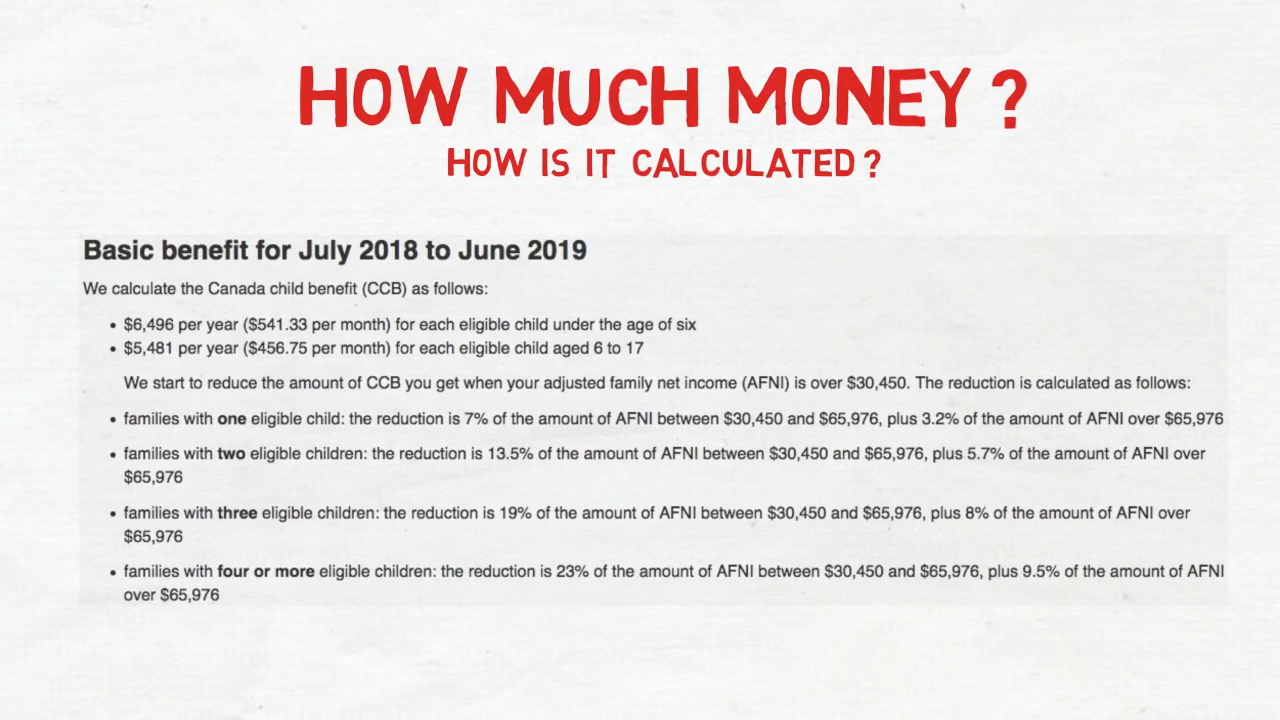 HOW MUCH MONEY ?
HOW IS IT CALCULATED ?
Basic benefit for July 2018 to June 2019
We calculate the Canada child benefit (CCB) as follows:
• $6,496 per year ($541.33 per month) for each eligible child under the age of six
• $5,481 per year ($456.75 per month) for each eligible child aged 6 to 17
We start to reduce the amount of CCB you get when your adjusted family net income (AFNI) is over $30,450. The reduction is calculated as follows:
• families with one eligible child: the reduction is 7% of the amount of AFNI between $30,450 and $65,976, plus 3.2% of the amount of AFNI over $65,976
• families with two eligible children: the reduction is 13.5% of the amount of AFNI between $30,450 and $65,976, plus 5.7% of the amount of AFNI over
$65,976
• families with three eligible children: the reduction is 19% of the amount of AFNI between $30,450 and $65,976, plus 8% of the amount of AFNI over
$65,976
• families with four or more eligible children: the reduction is 23% of the amount of AFNI between $30,450 and $65,976, plus 9.5% of the amount of AFNI
over $65,976